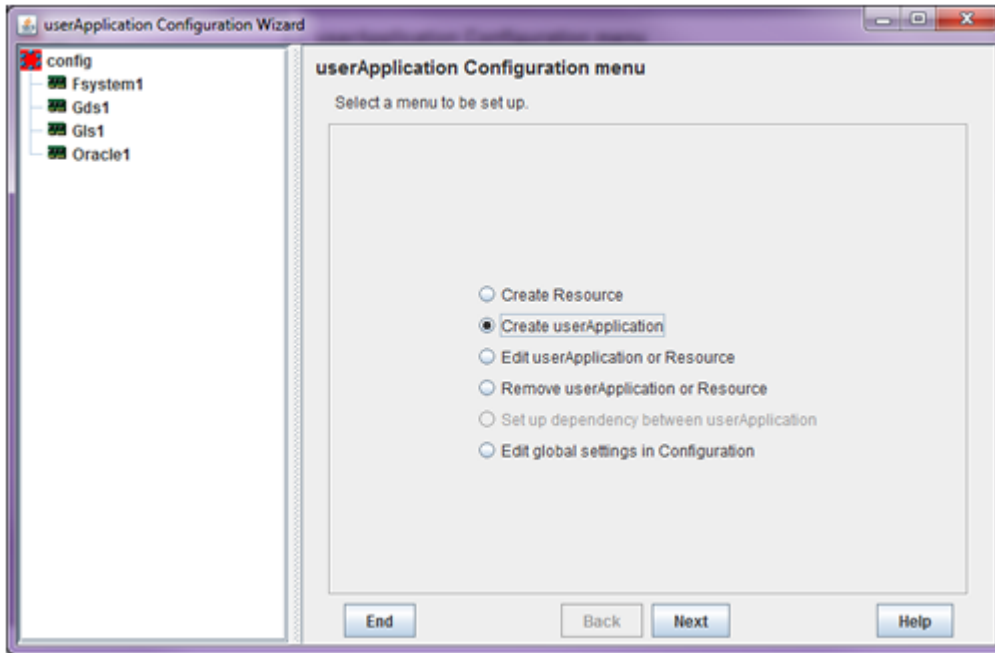 userApplication Configuration Wizard
config
Fsystem1
Gds1
Gls1
Oracle1
userApplication Configuration menu
Select a menu to be set up.
Create Resource
Create userApplication
Edit userApplication or Resource
Remove userApplication or Resource
Set up dependency between userApplication
Edit global settings in Configuration
End Back Next Help